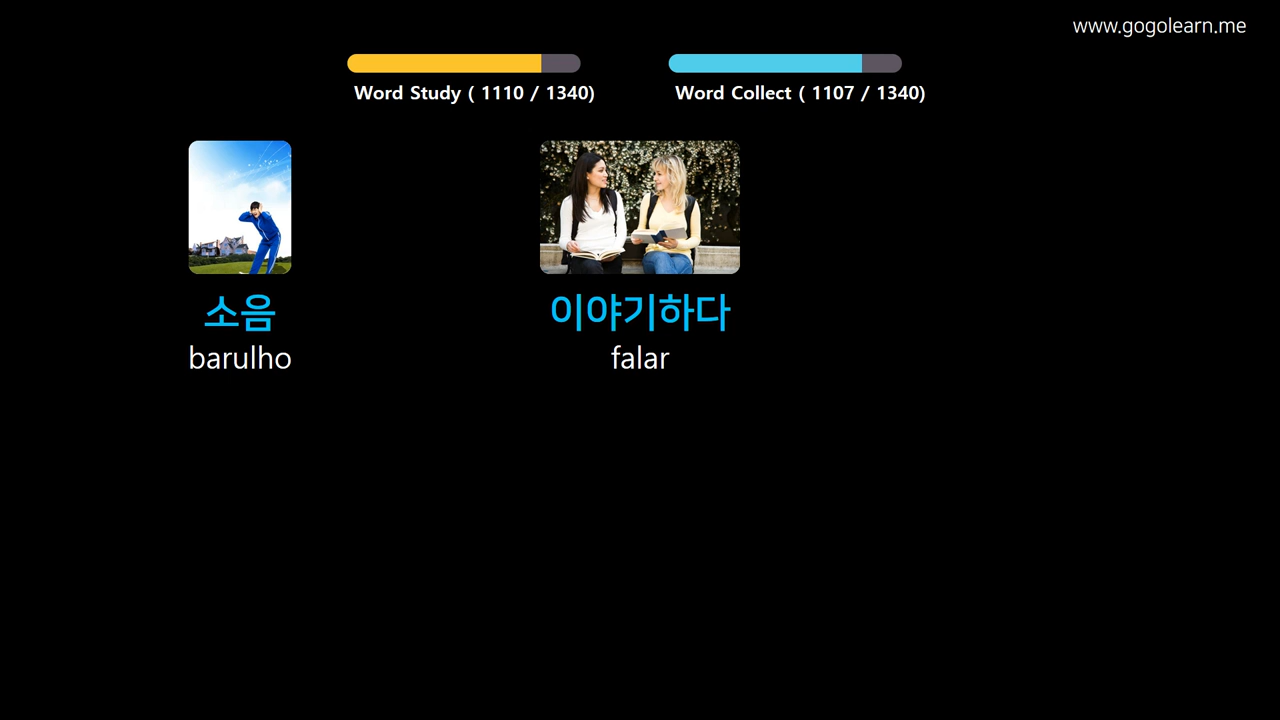 www.gogolearn.me
Word Study ( 1110 / 1340)
Word Collect ( 1107 / 1340)
소음
barulho
이야기하다
falar